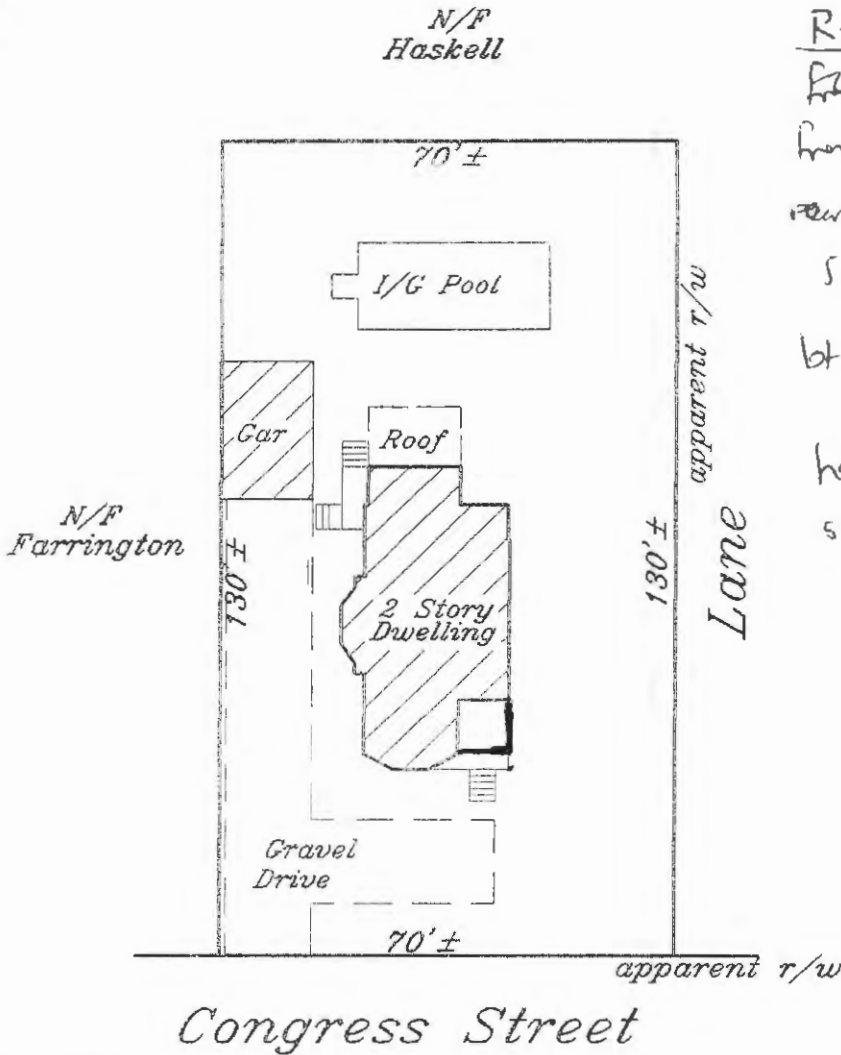 N/F
Haskell
70'±
I/G Pool
apparent r/w
Gar
Roof
N/F
Farrington
130'±
130'±
Lane
2 Story
Dwelling
Gravel
Drive
70'±
apparent r/w
Congress Street